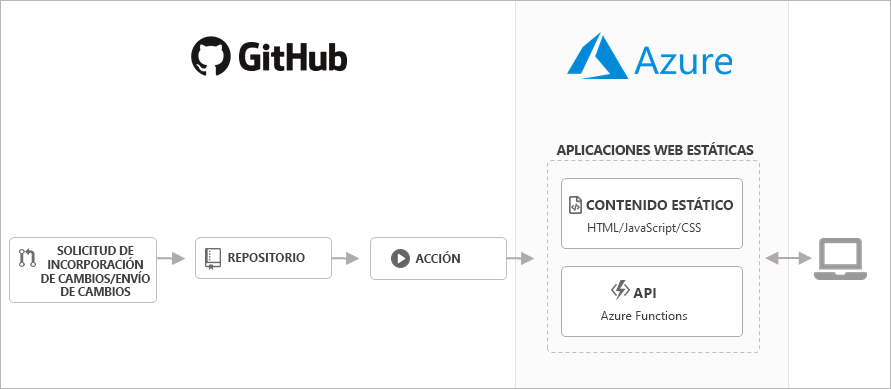 GitHub
Azure
APLICACIONES WEB ESTÁTICAS
CONTENIDO ESTÁTICO
HTML/JavaScript/CSS
SOLICITUD DE
INCORPORACIÓN
DE CAMBIOS/ENVÍO
DE CAMBIOS
REPOSITORIO
ACCIÓN
API
Azure Functions